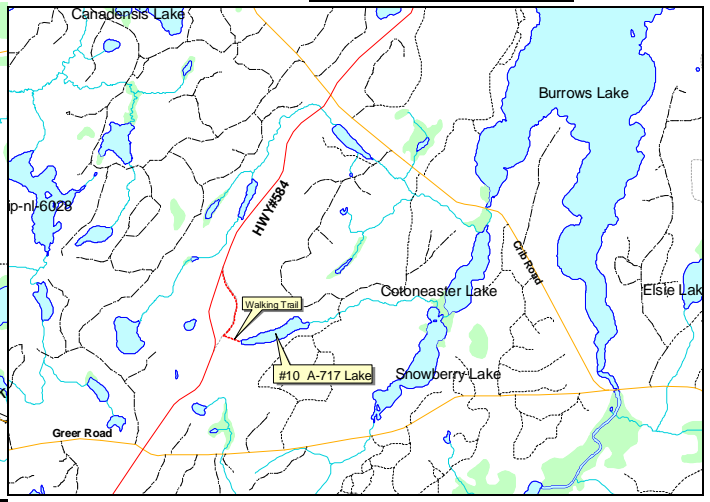 Canadensis Lake
Burrows Lake
ip-nl-6028
HWY#584
Crib Road
Cotoneaster Lake
Elsie Lak
Walking Trail
#10 A-717 Lake
Snowberry Lake
Greer Road